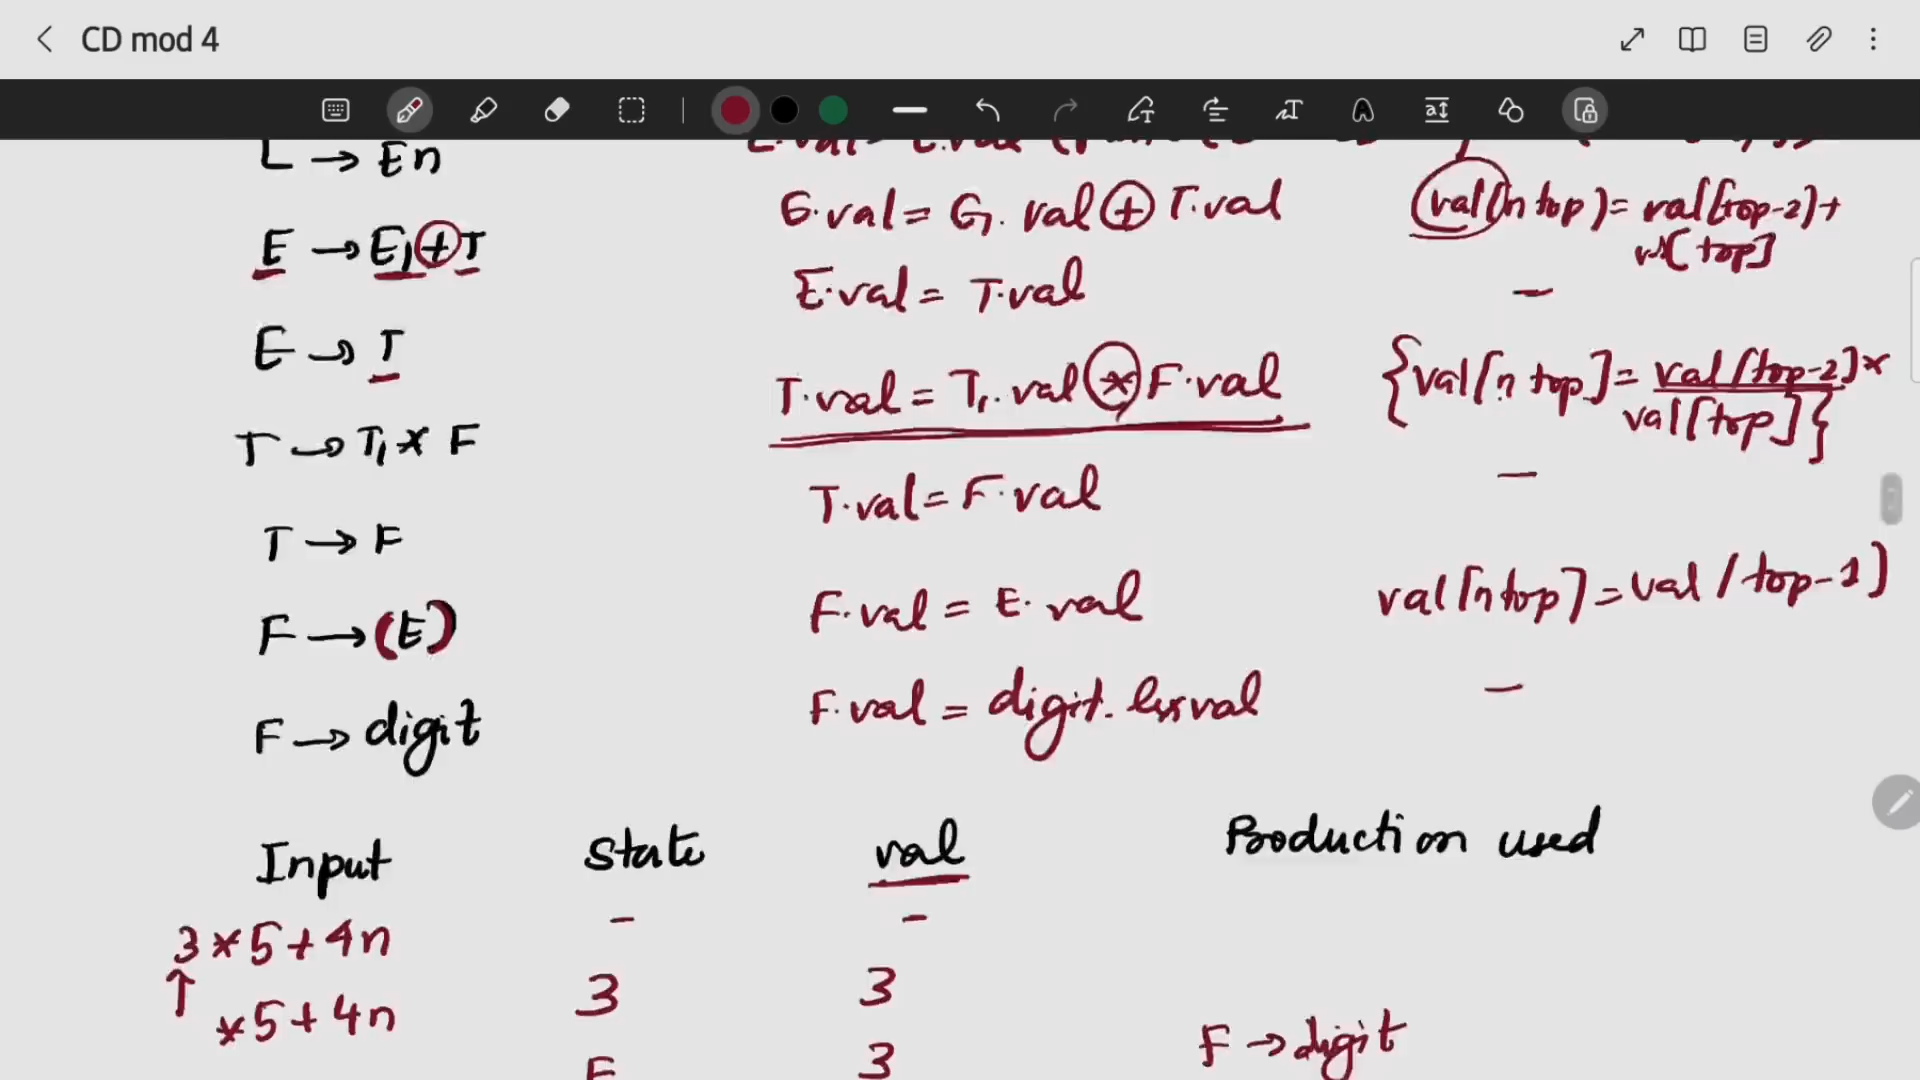 CD mod 4
L → En
E.val = E1.val + T.val val[n top] = val[top-2] +
E → E1 + T val[top]
E.val = T.val —
E → T
T.val = T1.val * F.val {val[n top] = val[top-2] *
val[top]}
T → T1 * F
T.val = F.val —
T → F
F.val = E.val val[n top] = val[top-1]
F → (E)
F.val = digit.lexval —
F → digit
Input State val Production used
3 * 5 + 4n - -
↑ 3 3
* 5 + 4n
F 3 F → digit